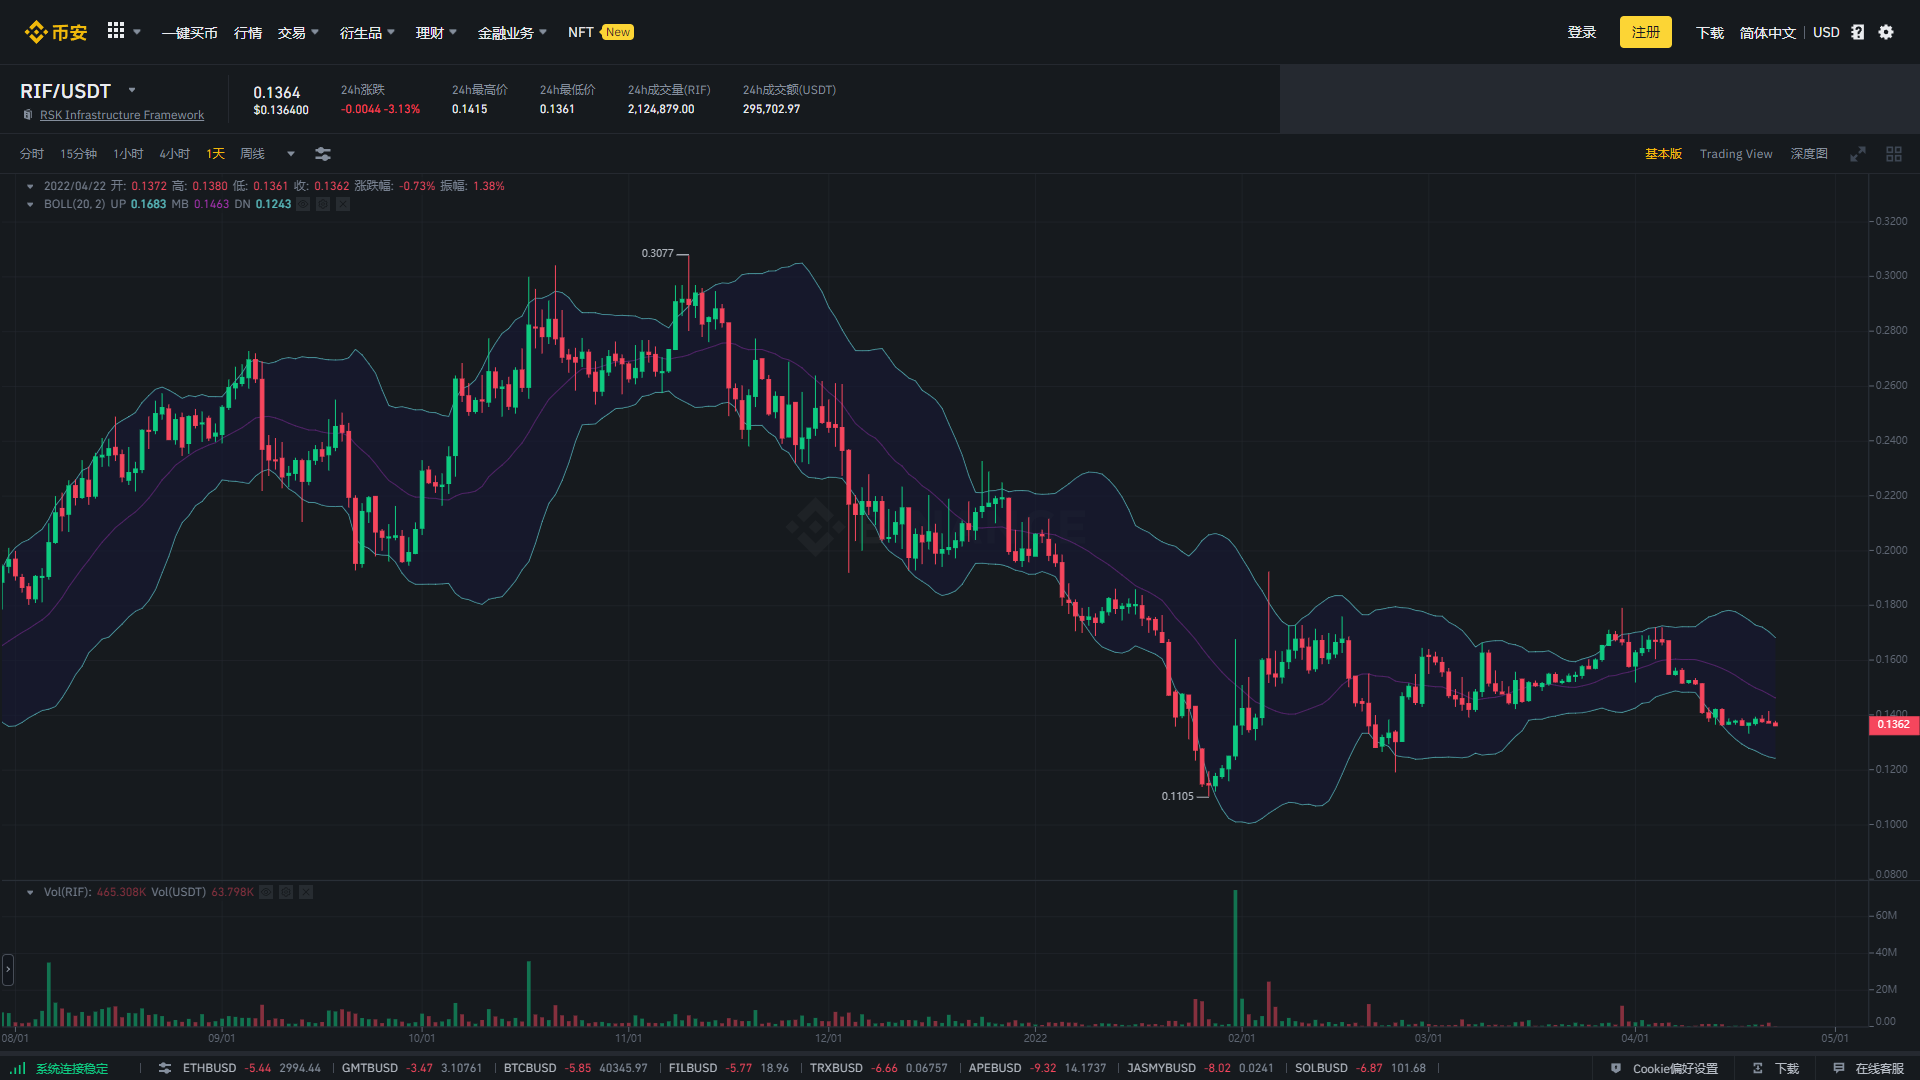 币安 一键买币 行情 交易 衍生品 理财 金融业务 NFT New 登录 注册 下载 简体中文 USD
RIF/USDT
RSK Infrastructure Framework
0.1364
$0.136400
24h涨跌
-0.0044 -3.13%
24h最高价
0.1415
24h最低价
0.1361
24h成交量(RIF)
2,124,879.00
24h成交额(USDT)
295,702.97
分时 15分钟 1小时 4小时 1天 周线 基本版 Trading View 深度图
2022/04/22 开: 0.1372 高: 0.1380 低: 0.1361 收: 0.1362 涨跌幅: -0.73% 振幅: 1.38%
BOLL(20, 2) UP 0.1683 MB 0.1463 DN 0.1243
0.3200
0.3077
0.3000
0.2800
0.2600
0.2400
0.2200
0.2000
0.1800
0.1600
0.1400
0.1362
0.1200
0.1105
0.1000
0.0800
Vol(RIF): 465.308K Vol(USDT) 63.798K
60M
40M
20M
0.00
08/01 09/01 10/01 11/01 12/01 2022 02/01 03/01 04/01 05/01
系统连接稳定 ETHBUSD -5.44 2994.44 GMTBUSD -3.47 3.10761 BTCBUSD -5.85 40345.97 FILBUSD -5.77 18.96 TRXBUSD -6.66 0.06757 APEBUSD -9.32 14.1737 JASMYBUSD -8.02 0.0241 SOLBUSD -6.87 101.68 Cookie偏好设置 下载 在线客服